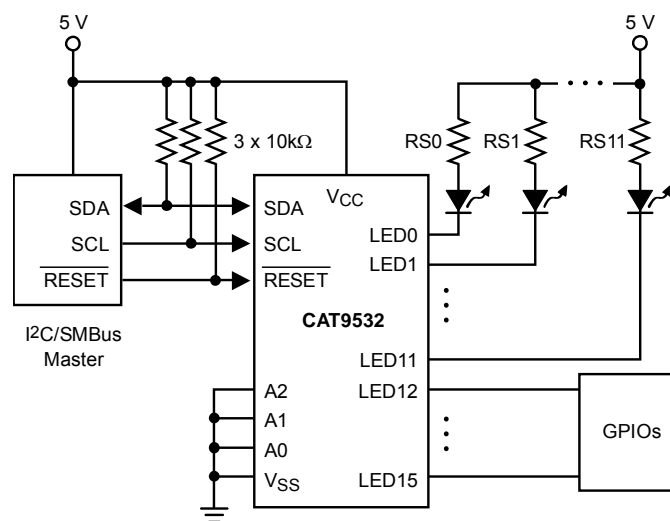 5 V
5 V
3 x 10kΩ
RS0
RS1
RS11
VCC
SDA
SDA
LED0
SCL
SCL
LED1
RESET
RESET
CAT9532
I2C/SMBus
Master
LED11
A2
LED12
A1
GPIOs
A0
VSS
LED15